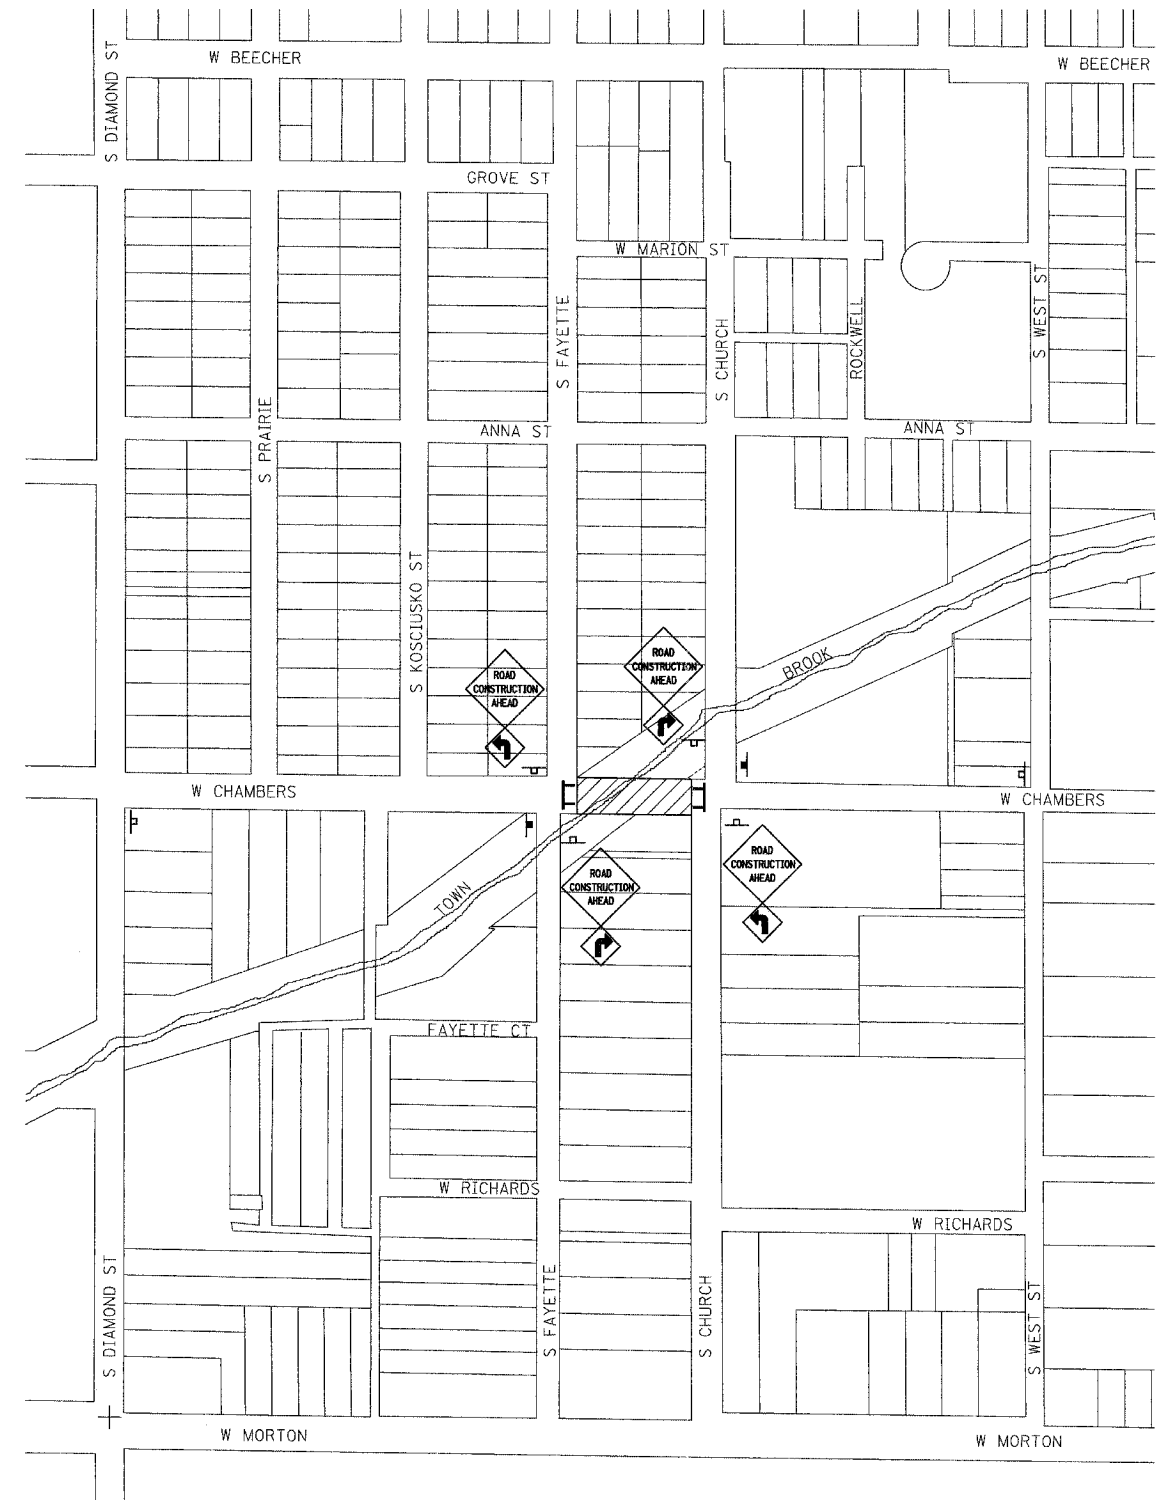 W BEECHER
W BEECHER
S DIAMOND ST
GROVE ST
W MARION ST
S FAYETTE
S CHURCH
ROCKWELL
S WEST ST
S PRAIRIE
ANNA ST
ANNA ST
S KOSCIUSKO ST
ROAD
CONSTRUCTION
AHEAD
ROAD
CONSTRUCTION
AHEAD
BROOK
W CHAMBERS
W CHAMBERS
ROAD
CONSTRUCTION
AHEAD
ROAD
CONSTRUCTION
AHEAD
TOWN
FAYETTE CT
W RICHARDS
W RICHARDS
S DIAMOND ST
S FAYETTE
S CHURCH
S WEST ST
W MORTON
W MORTON